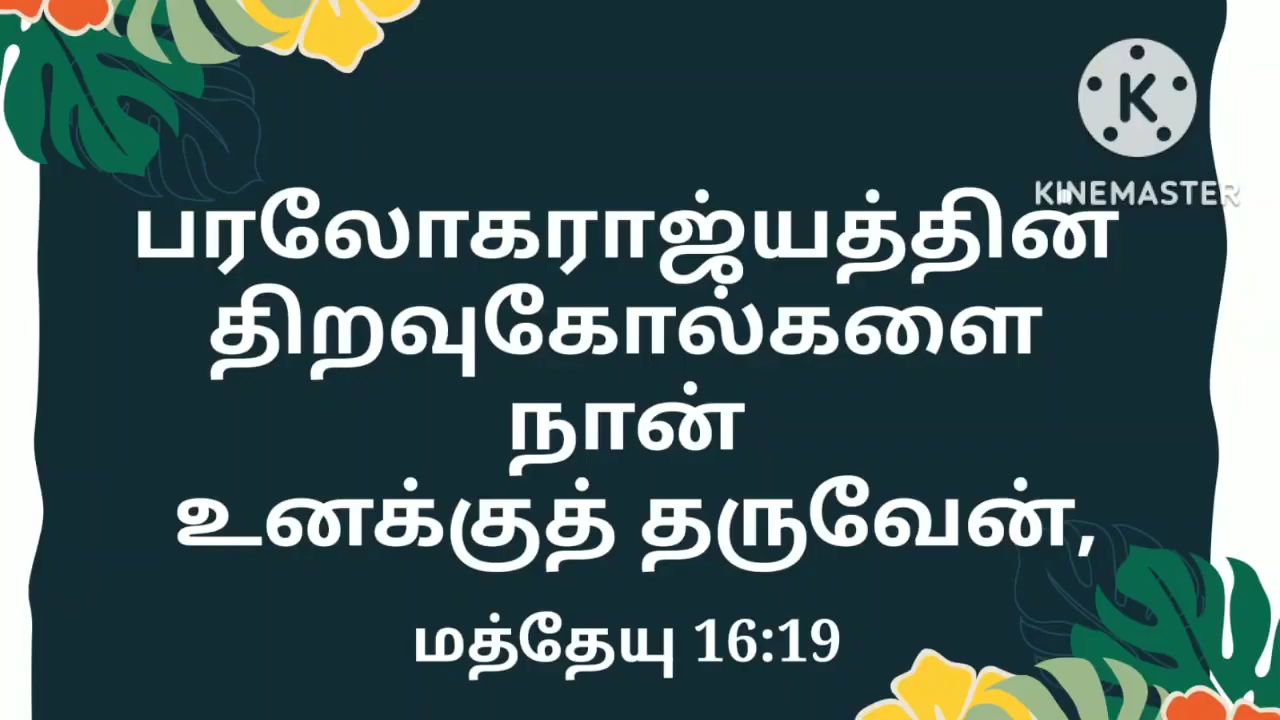 K
KINEMASTER
பரலோகராஜ்யத்தின்
திறவுகோல்களை
நான்
உனக்குத் தருவேன்,
மத்தேயு 16:19